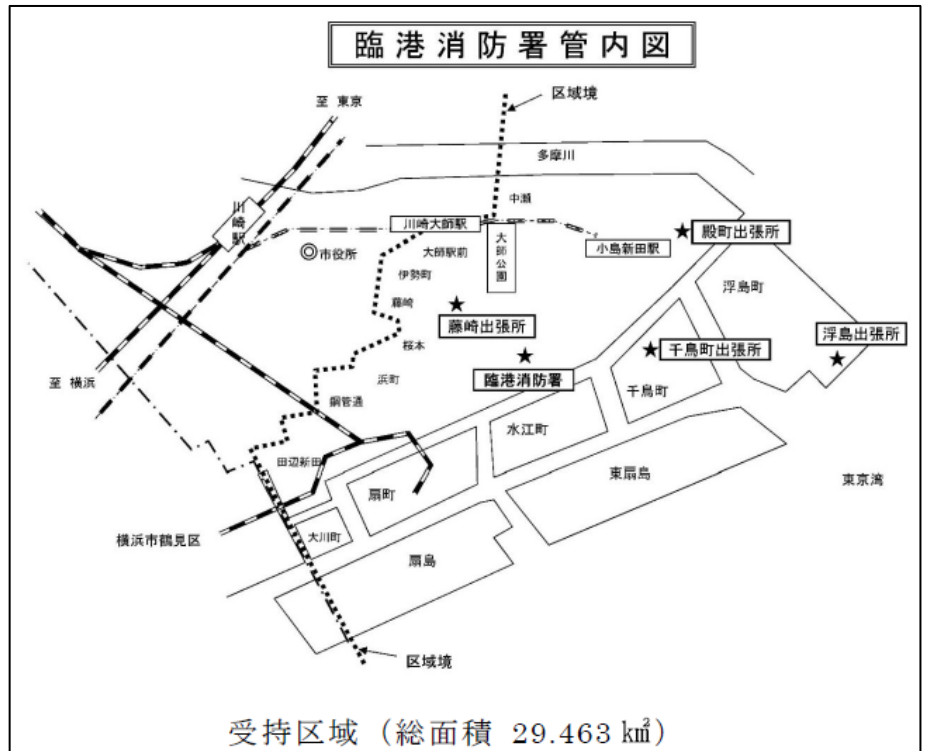 臨港消防署管内図
至 東京
区域境
多摩川
中瀬
川崎駅
川崎大師駅
殿町出張所
小島新田駅
市役所
大師駅前
大師公園
伊勢町
浮島町
藤崎
藤崎出張所
浮島出張所
桜本
千鳥町出張所
至 横浜
臨港消防署
浜町
千鳥町
鋼管通
水江町
田辺新田
東扇島
東京湾
扇町
横浜市鶴見区
大川町
扇島
区域境
受持区域(総面積 29.463㎢)